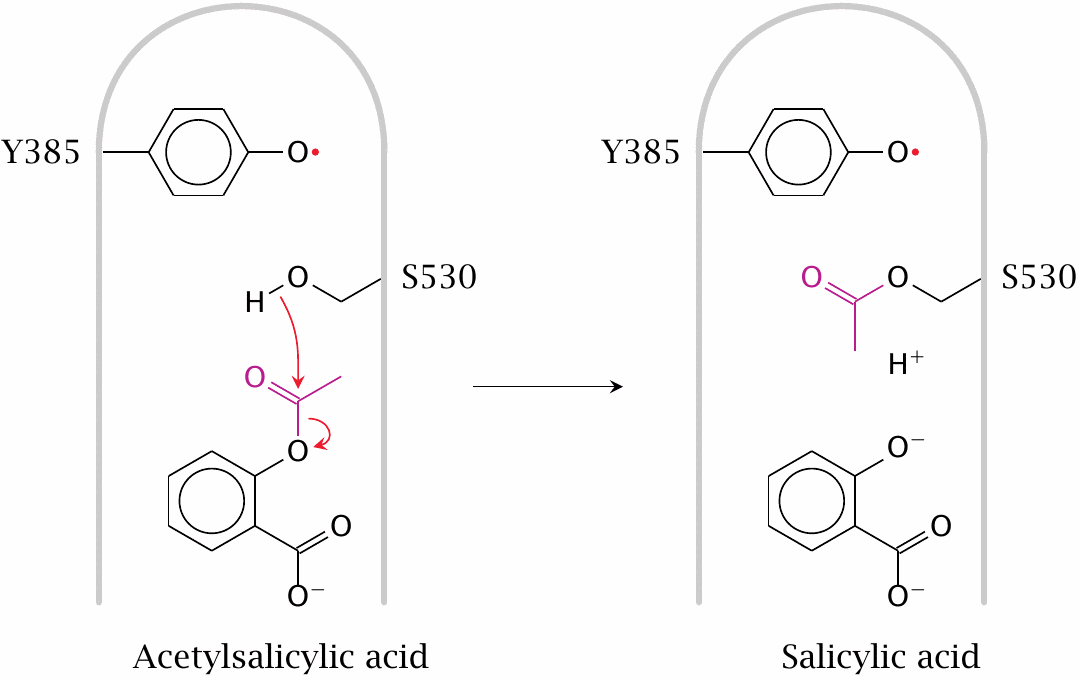 Y385
O•
Y385
O•
H
O
S530
O
O
S530
O
H⁺
O
O⁻
O
O
O⁻
O⁻
Acetylsalicylic acid
Salicylic acid